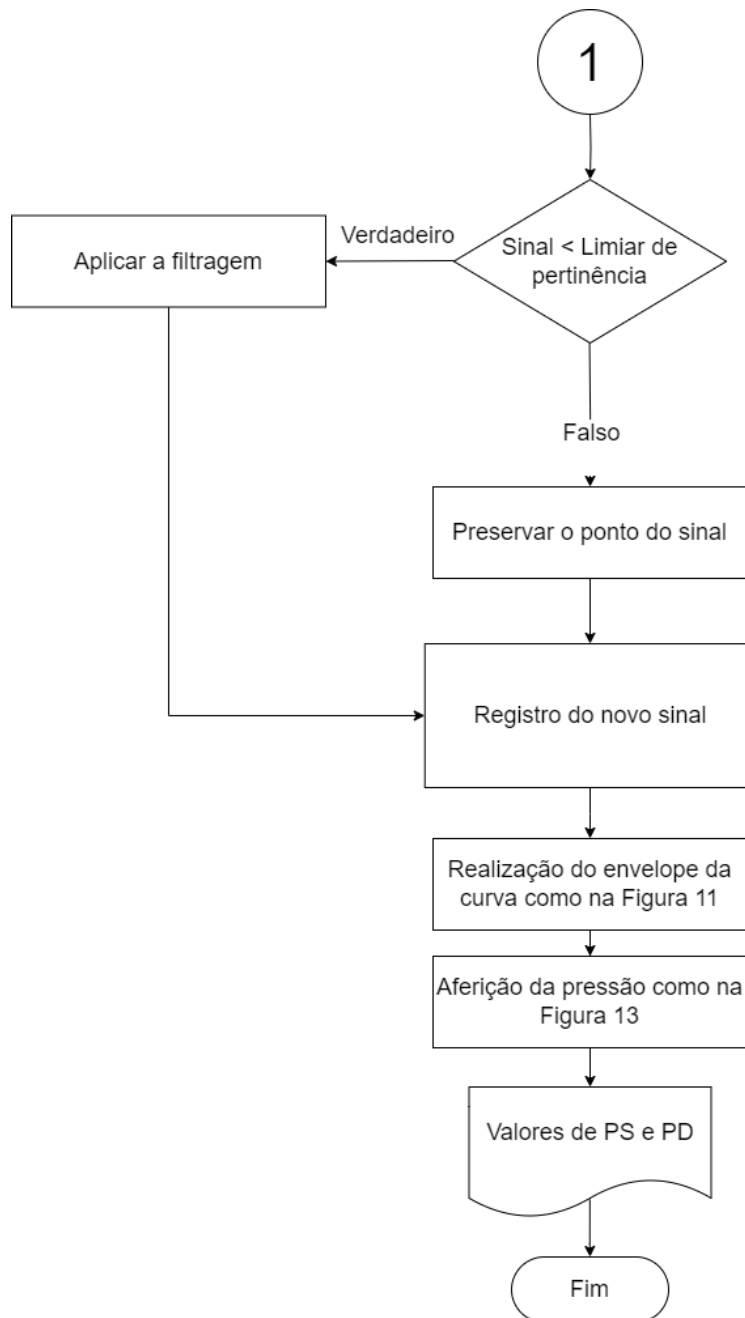 1
Sinal < Limiar de
pertinência
Verdadeiro
Aplicar a filtragem
Falso
Preservar o ponto do sinal
Registro do novo sinal
Realização do envelope da
curva como na Figura 11
Aferição da pressão como na
Figura 13
Valores de PS e PD
Fim